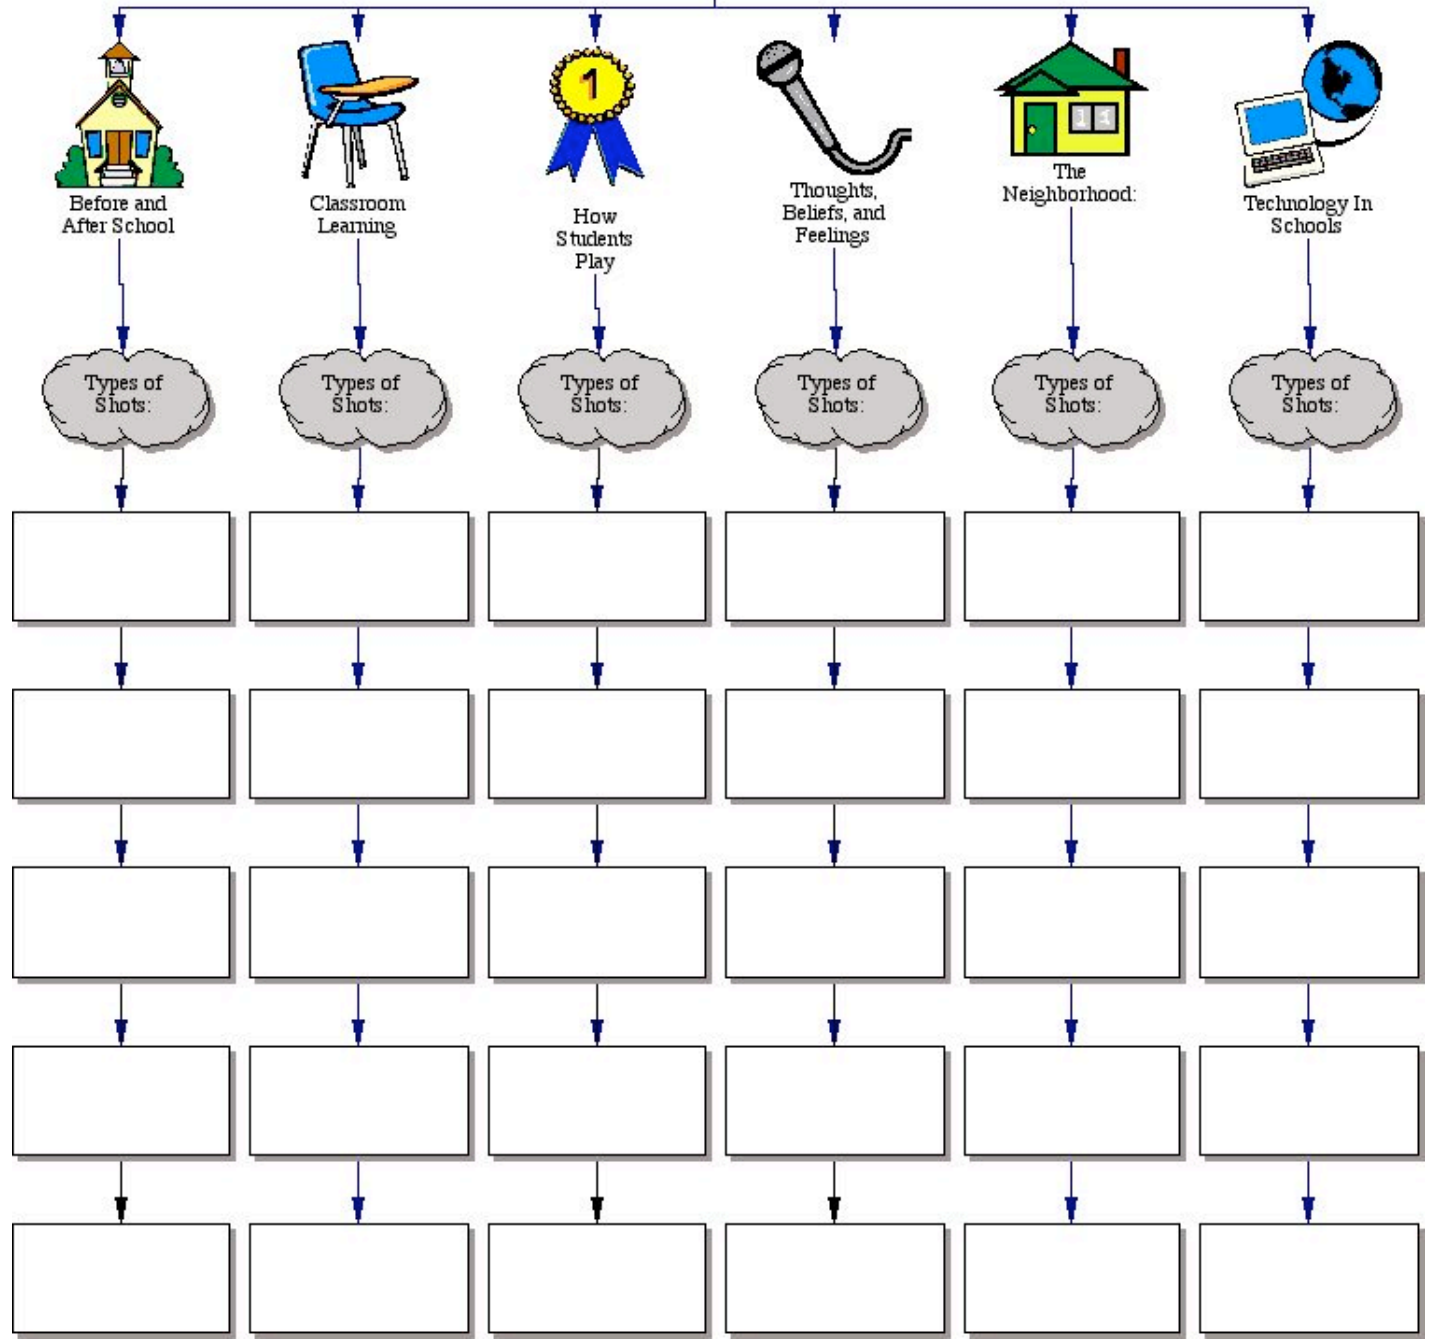 1
Before and
After School
Classroom
Learning
How
Students
Play
Thoughts,
Beliefs, and
Feelings
The
Neighborhood:
Technology In
Schools
Types of
Shots:
Types of
Shots:
Types of
Shots:
Types of
Shots:
Types of
Shots:
Types of
Shots: